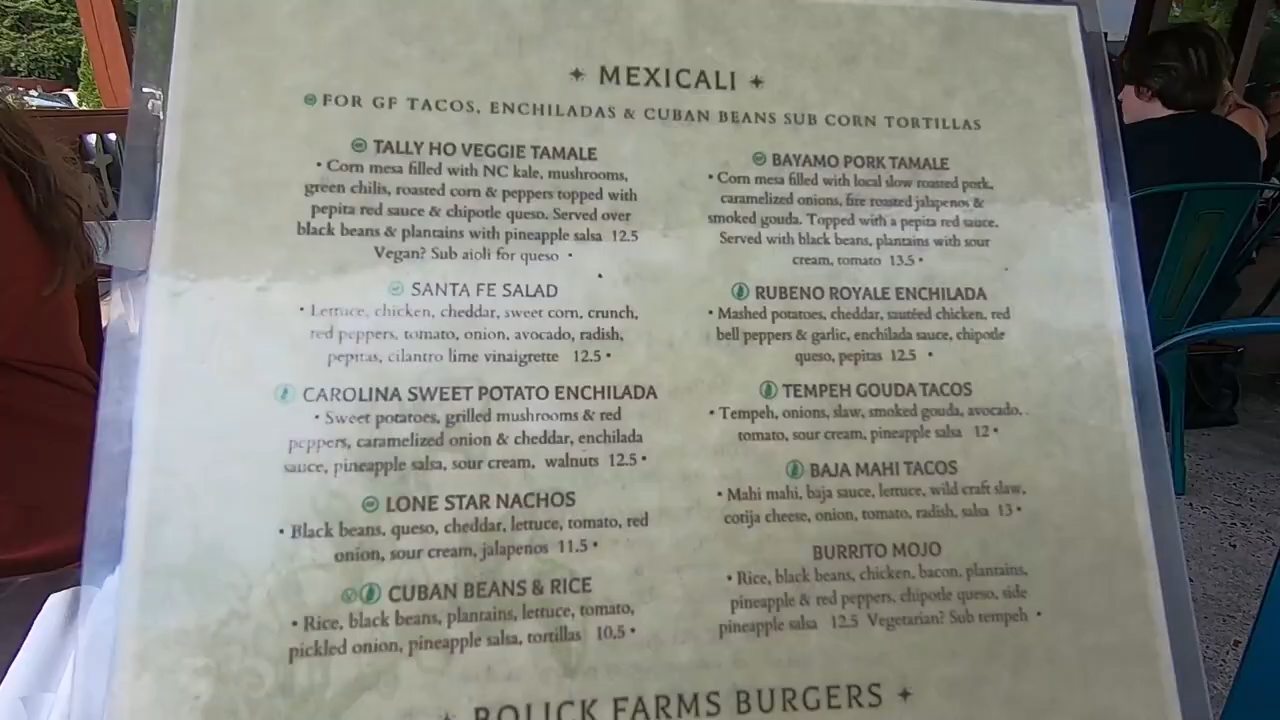 MEXICALI
FOR GF TACOS, ENCHILADAS & CUBAN BEANS SUB CORN TORTILLAS
TALLY HO VEGGIE TAMALE
• Corn mesa filled with NC kale, mushrooms,
green chilis, roasted corn & peppers topped with
pepita red sauce & chipotle queso. Served over
black beans & plantains with pineapple salsa 12.5
Vegan? Sub aioli for queso •
SANTA FE SALAD
• Lettuce, chicken, cheddar, sweet corn, crunch,
red peppers, tomato, onion, avocado, radish,
pepitas, cilantro lime vinaigrette 12.5 •
CAROLINA SWEET POTATO ENCHILADA
• Sweet potatoes, grilled mushrooms & red
peppers, caramelized onion & cheddar, enchilada
sauce, pineapple salsa, sour cream, walnuts 12.5 •
LONE STAR NACHOS
• Black beans, queso, cheddar, lettuce, tomato, red
onion, sour cream, jalapenos 11.5 •
CUBAN BEANS & RICE
• Rice, black beans, plantains, lettuce, tomato,
pickled onion, pineapple salsa, tortillas 10.5 •
BAYAMO PORK TAMALE
• Corn mesa filled with local slow roasted pork,
caramelized onions, fire roasted jalapenos &
smoked gouda. Topped with a pepita red sauce.
Served with black beans, plantains with sour
cream, tomato 13.5 •
RUBENO ROYALE ENCHILADA
• Mashed potatoes, cheddar, sautéed chicken, red
bell peppers & garlic, enchilada sauce, chipotle
queso, pepitas 12.5 •
TEMPEH GOUDA TACOS
• Tempeh, onions, slaw, smoked gouda, avocado, .
tomato, sour cream, pineapple salsa 12 •
BAJA MAHI TACOS
• Mahi mahi, baja sauce, lettuce, wild craft slaw,
cotija cheese, onion, tomato, radish, salsa 13 •
BURRITO MOJO
• Rice, black beans, chicken, bacon, plantains,
pineapple & red peppers, chipotle queso, side
pineapple salsa 12.5 Vegetarian? Sub tempeh •
BOLICK FARMS BURGERS